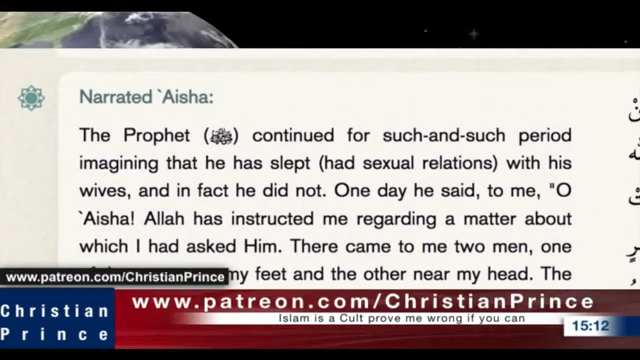 Narrated `Aisha:
The Prophet (ﷺ) continued for such-and-such period
imagining that he has slept (had sexual relations) with his
wives, and in fact he did not. One day he said, to me, "O
`Aisha! Allah has instructed me regarding a matter about
which I had asked Him. There came to me two men, one
my feet and the other near my head. The
www.patreon.com/ChristianPrince
www.patreon.com/ChristianPrince
Christian
Prince
Islam is a Cult prove me wrong if you can
15:12